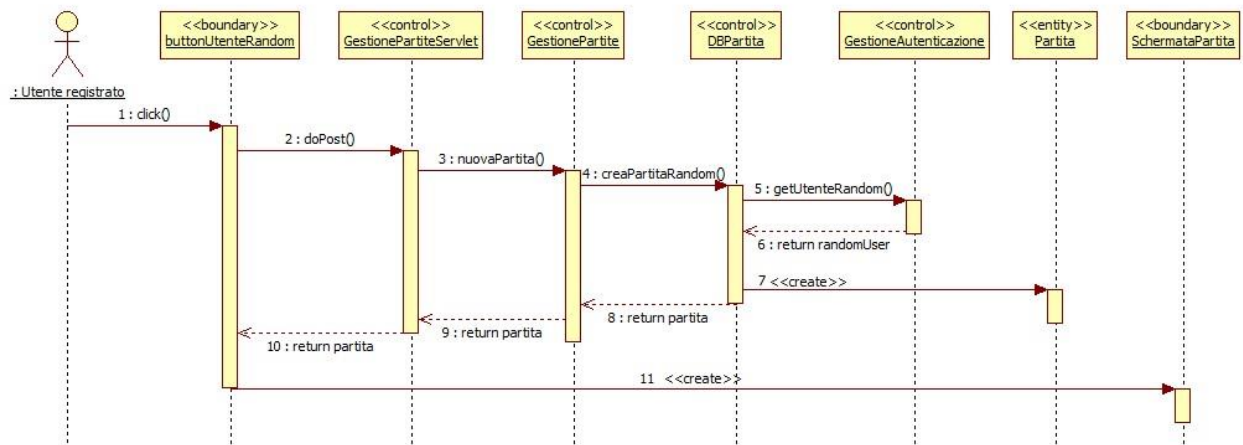 <<boundary>>
buttonUtenteRandom
<<control>>
GestionePartiteServlet
<<control>>
GestionePartite
<<control>>
DBPartita
<<control>>
GestioneAutenticazione
<<entity>>
Partita
<<boundary>>
SchermataPartita
: Utente registrato
1 : click()
2 : doPost()
3 : nuovaPartita()
4 : creaPartitaRandom()
5 : getUtenteRandom()
6 : return randomUser
7 <<create>>
8 : return partita
9 : return partita
10 : return partita
11 <<create>>